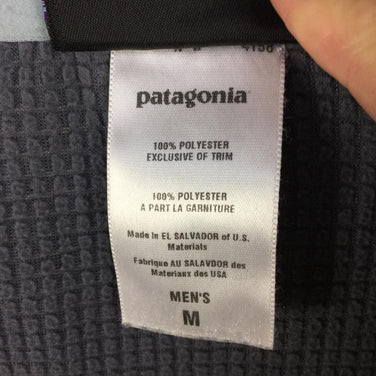 patagonia
100% POLYESTER
EXCLUSIVE OF TRIM
100% POLYESTER
A PART LA GARNITURE
Made in EL SALVADOR of U.S.
Materials
Fabrique AU SALAVDOR des
Materiaux des USA
MEN'S
M